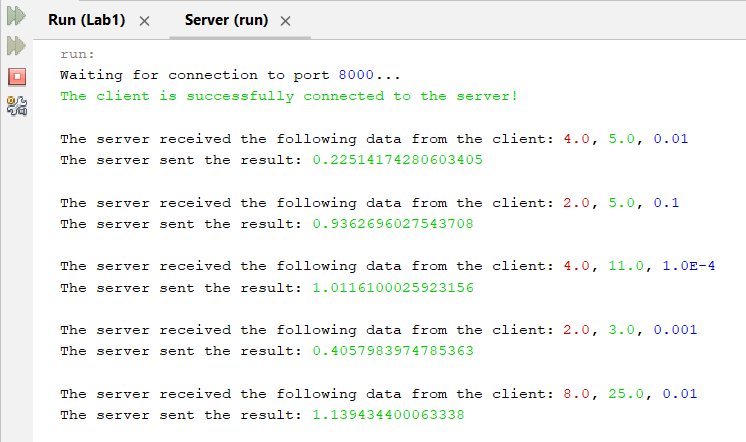 Run (Lab1) × Server (run) ×
run:
Waiting for connection to port 8000...
The client is successfully connected to the server!
The server received the following data from the client: 4.0, 5.0, 0.01
The server sent the result: 0.22514174280603405
The server received the following data from the client: 2.0, 5.0, 0.1
The server sent the result: 0.9362696027543708
The server received the following data from the client: 4.0, 11.0, 1.0E-4
The server sent the result: 1.0116100025923156
The server received the following data from the client: 2.0, 3.0, 0.001
The server sent the result: 0.4057983974785363
The server received the following data from the client: 8.0, 25.0, 0.01
The server sent the result: 1.139434400063338